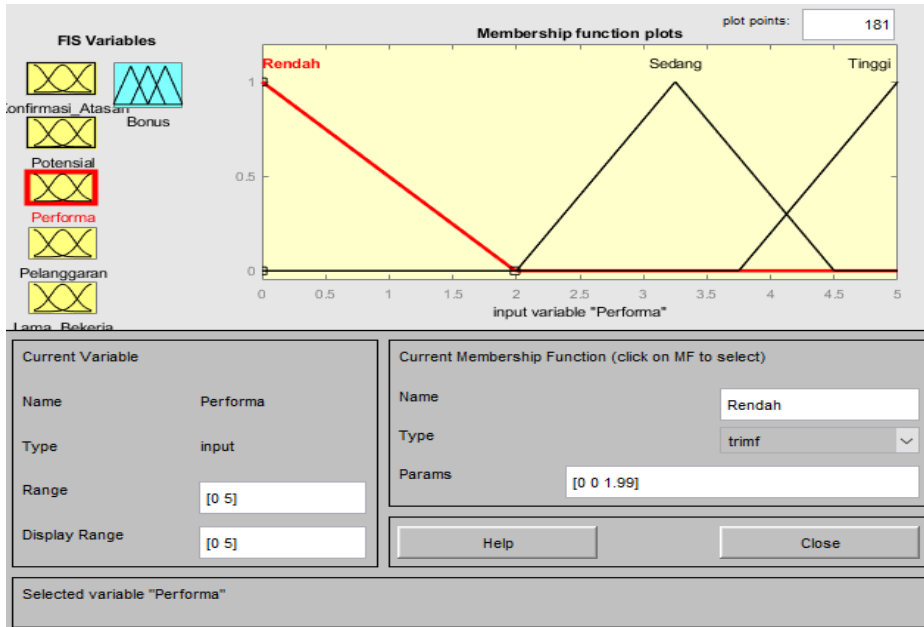 FIS Variables
Konfirmasi_Atasan
Bonus
Potensial
Performa
Pelanggaran
Lama_Bekerja
Membership function plots
plot points:
181
Rendah
Sedang
Tinggi
1
0.5
0
0 0.5 1 1.5 2 2.5 3 3.5 4 4.5 5
input variable "Performa"
Current Variable
Name Performa
Type input
Range [0 5]
Display Range [0 5]
Current Membership Function (click on MF to select)
Name Rendah
Type trimf
Params [0 0 1.99]
Help Close
Selected variable "Performa"